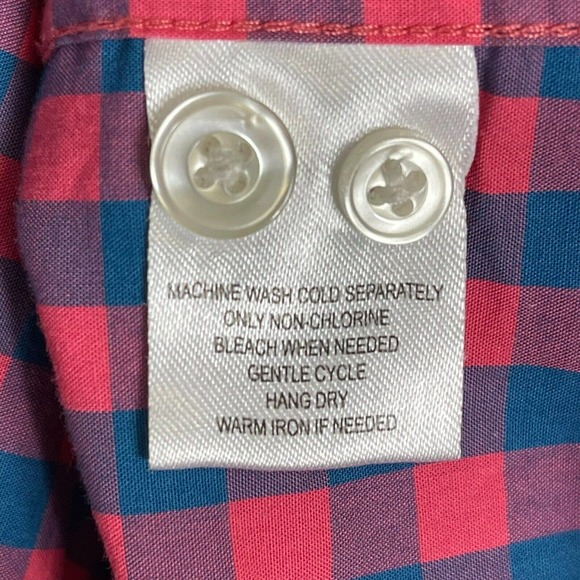 MACHINE WASH COLD SEPARATELY
ONLY NON-CHLORINE
BLEACH WHEN NEEDED
GENTLE CYCLE
HANG DRY
WARM IRON IF NEEDED